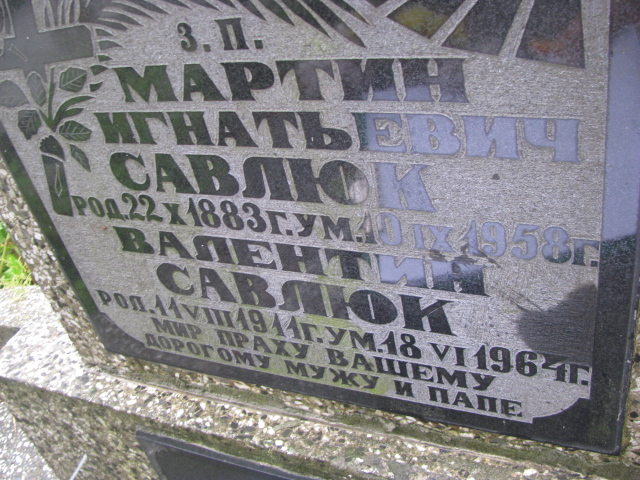 З. П.
МАРТИН
ИГНАТЬЕВИЧ
САВЛЮК
РОД. 22 X 1883 Г. УМ. 10 IX 1958 Г.
ВАЛЕНТИН
САВЛЮК
РОД. 11 VIII 1911 Г. УМ. 18 VI 1964 Г.
МИР ПРАХУ ВАШЕМУ
ДОРОГОМУ МУЖУ И ПАПЕ